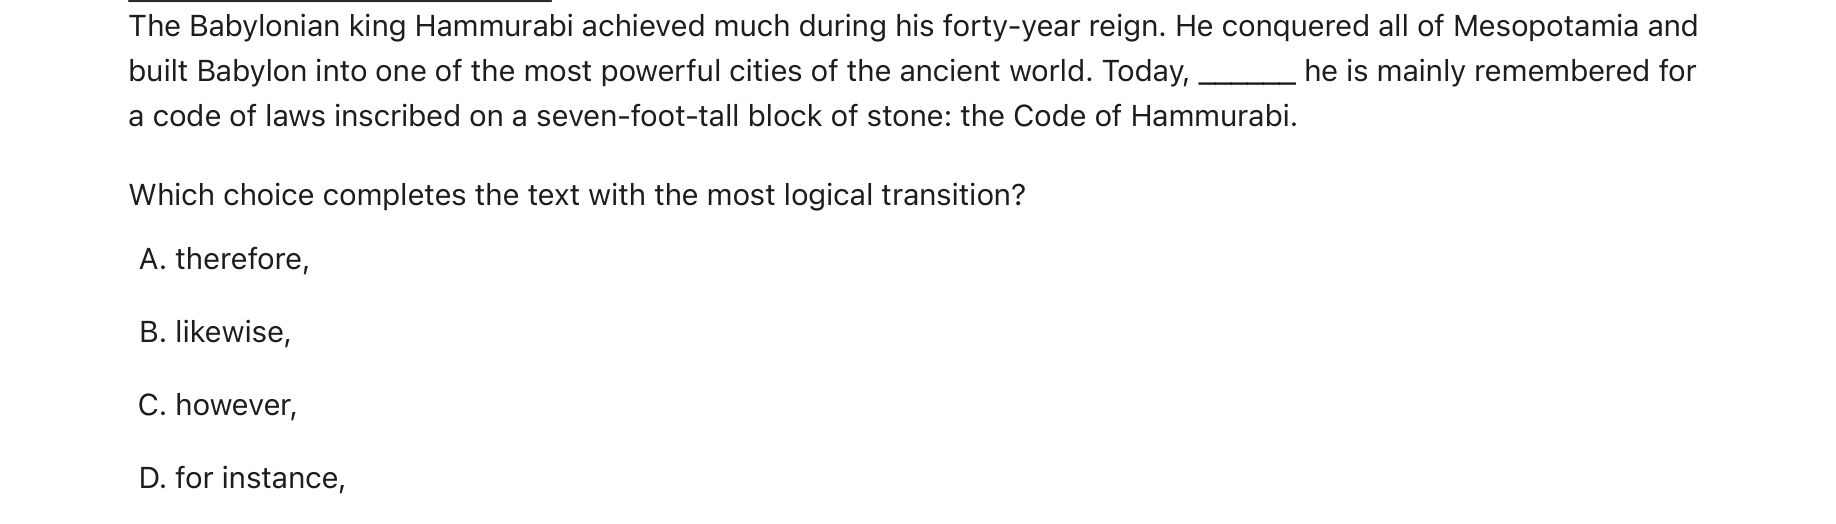 The Babylonian king Hammurabi achieved much during his forty-year reign. He conquered all of Mesopotamia and
built Babylon into one of the most powerful cities of the ancient world. Today, ______ he is mainly remembered for
a code of laws inscribed on a seven-foot-tall block of stone: the Code of Hammurabi.
Which choice completes the text with the most logical transition?
A. therefore,
B. likewise,
C. however,
D. for instance,